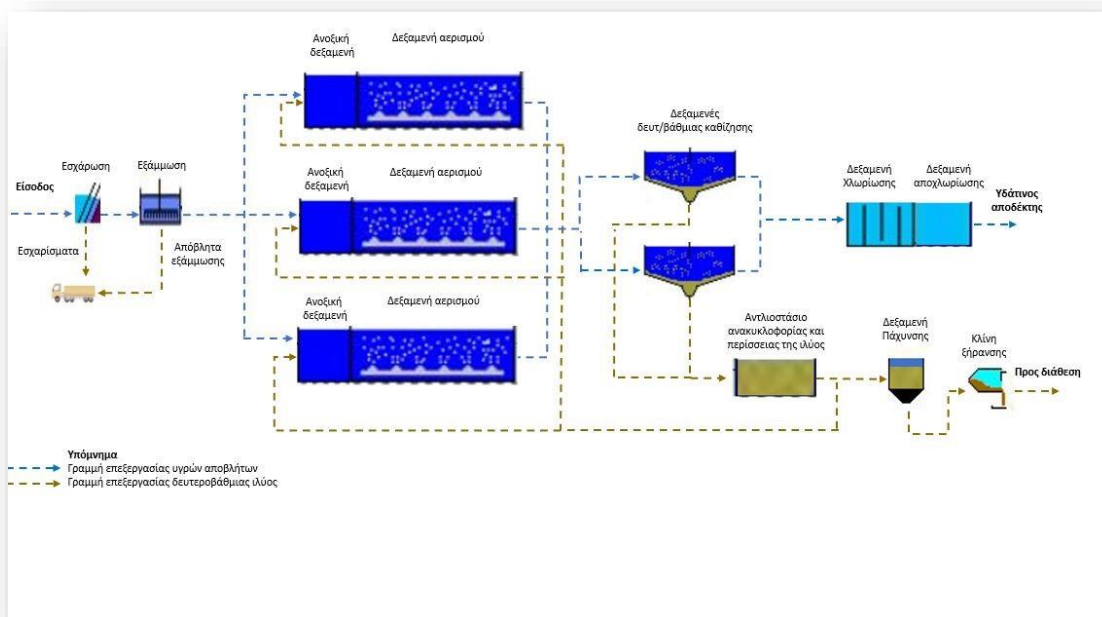 Ανοξική
δεξαμενή
Δεξαμενή αερισμού
Δεξαμενές
δευτ/βάθμιας καθίζησης
Εσχάρωση
Εξάμμωση
Είσοδος
Ανοξική
δεξαμενή
Δεξαμενή αερισμού
Δεξαμενή
Χλωρίωσης
Δεξαμενή
αποχλωρίωσης
Υδάτινος
αποδέκτης
Εσχαρίσματα
Απόβλητα
εξάμμωσης
Ανοξική
δεξαμενή
Δεξαμενή αερισμού
Αντλιοστάσιο
ανακυκλοφορίας και
περίσσειας της ιλύος
Δεξαμενή
Πάχυνσης
Κλίνη
ξήρανσης
Προς διάθεση
Υπόμνημα
Γραμμή επεξεργασίας υγρών αποβλήτων
Γραμμή επεξεργασίας δευτεροβάθμιας ιλύος